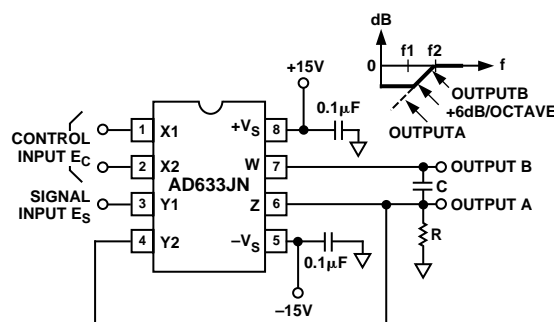 dB
f1 f2
0
f
OUTPUTB
+6dB/OCTAVE
OUTPUTA
+15V
0.1µF
CONTROL
INPUT EC
1 X1
+VS 8
2 X2
W 7
OUTPUT B
AD633JN
C
SIGNAL
INPUT ES
3 Y1
Z 6
OUTPUT A
4 Y2
–VS 5
R
0.1µF
–15V